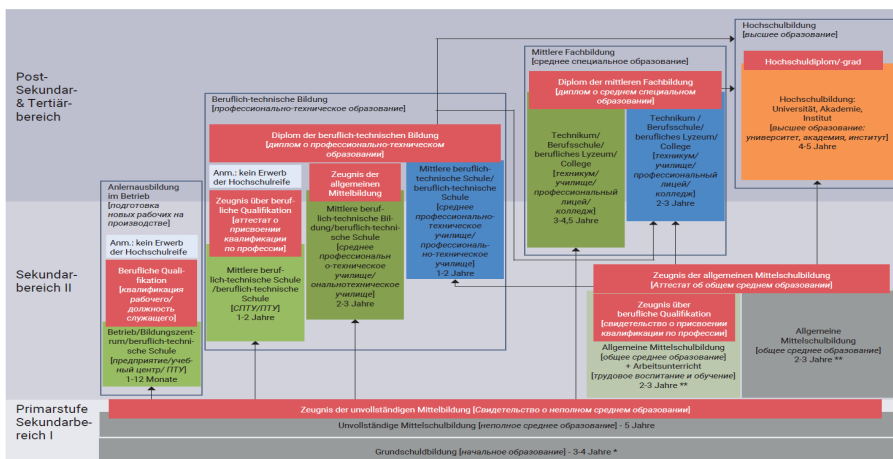 Post-
Sekundar-
& Tertiär-
bereich
Sekundar-
bereich II
Primarstufe
Sekundarbe-
reich I
Anlernausbildung
im Betrieb
[подготовка
новых рабочих на
производстве]
Anm.: kein Erwerb
der Hochschulreife
Berufliche Quali-
fikation
[квалификация
рабочего/
должность
служащего]
Betrieb/Bildungszent-
rum/beruflich-techni-
sche Schule
[предприятие/учеб-
ный центр/ ПТУ]
1-12 Monate
Beruflich-technische Bildung
[профессионально-техническое образование]
Diplom der beruflich-technischen Bildung
[диплом о профессионально-техническом
образовании]
Anm.: kein Erwerb
der Hochschulreife
Zeugnis über beruf-
liche Qualifikation
[аттестат о
присвоении
квалификации
по профессии]
Mittlere beruf-
lich-technische Schule
/beruflich-technische
Schule
[СПТУ/ПТУ]
1-2 Jahre
Zeugnis der
allgemeinen
Mittelbildung
Mittlere beruf-
lich-technische Bil-
dung/beruflich-techni-
sche Schule
[среднее
профессиональн
о-техническое
училище/
ональнотехническое
училище]
2-3 Jahre
Mittlere beruflich-
technische Schule/
beruflich-technische
Schule
[среднее
профессионально-
техническое
училище/
профессиональ-
но-техническое
училище]
1-2 Jahre
Mittlere Fachbildung
[среднее специальное образование]
Diplom der mittleren Fachbildung
[диплом о среднем специальном
образовании]
Technikum/
Berufsschule/
berufliches Lyzeum/
College
[техникум/
училище/
профессиональный
лицей/
колледж]
3-4,5 Jahre
Technikum/
Berufsschule/
berufliches Lyzeum/
College
[техникум/
училище/
профессиональный
лицей/
колледж]
2-3 Jahre
Hochschulbildung
[высшее образование]
Hochschuldiplom/-grad
Hochschulbildung:
Universität, Akademie,
Institut
[высшее образование:
университет, академия, институт]
4-5 Jahre
Zeugnis der allgemeinen Mittelschulbildung
[Аттестат об общем среднем образовании]
Zeugnis über
berufliche Qualifikation
[свидетельство о присвоении
квалификации по профессии]
Allgemeine Mittelschulbildung
[общее среднее образование]
+ Arbeitsunterricht
[трудовое воспитание и обучение]
2-3 Jahre **
Allgemeine
Mittelschulbildung
[общее среднее образование]
2-3 Jahre **
Zeugnis der unvollständigen Mittelbildung [Свидетельство о неполном среднем образовании]
Unvollständige Mittelschulbildung [неполное среднее образование] - 5 Jahre
Grundschuldbildung [начальное образование] - 3-4 Jahre *